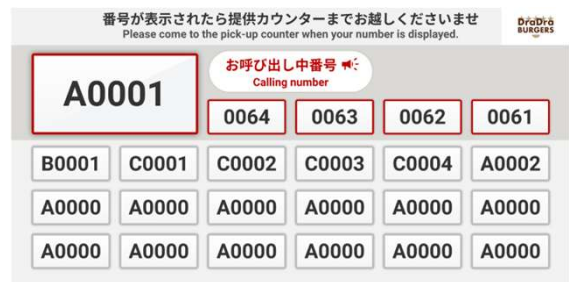 番号が表示されたら提供カウンターまでお越しくださいませ
Please come to the pick-up counter when your number is displayed.
DraDra
BURGERS
お呼び出し中番号
Calling number
A0001
0064 0063 0062 0061
B0001 C0001 C0002 C0003 C0004 A0002
A0000 A0000 A0000 A0000 A0000 A0000
A0000 A0000 A0000 A0000 A0000 A0000